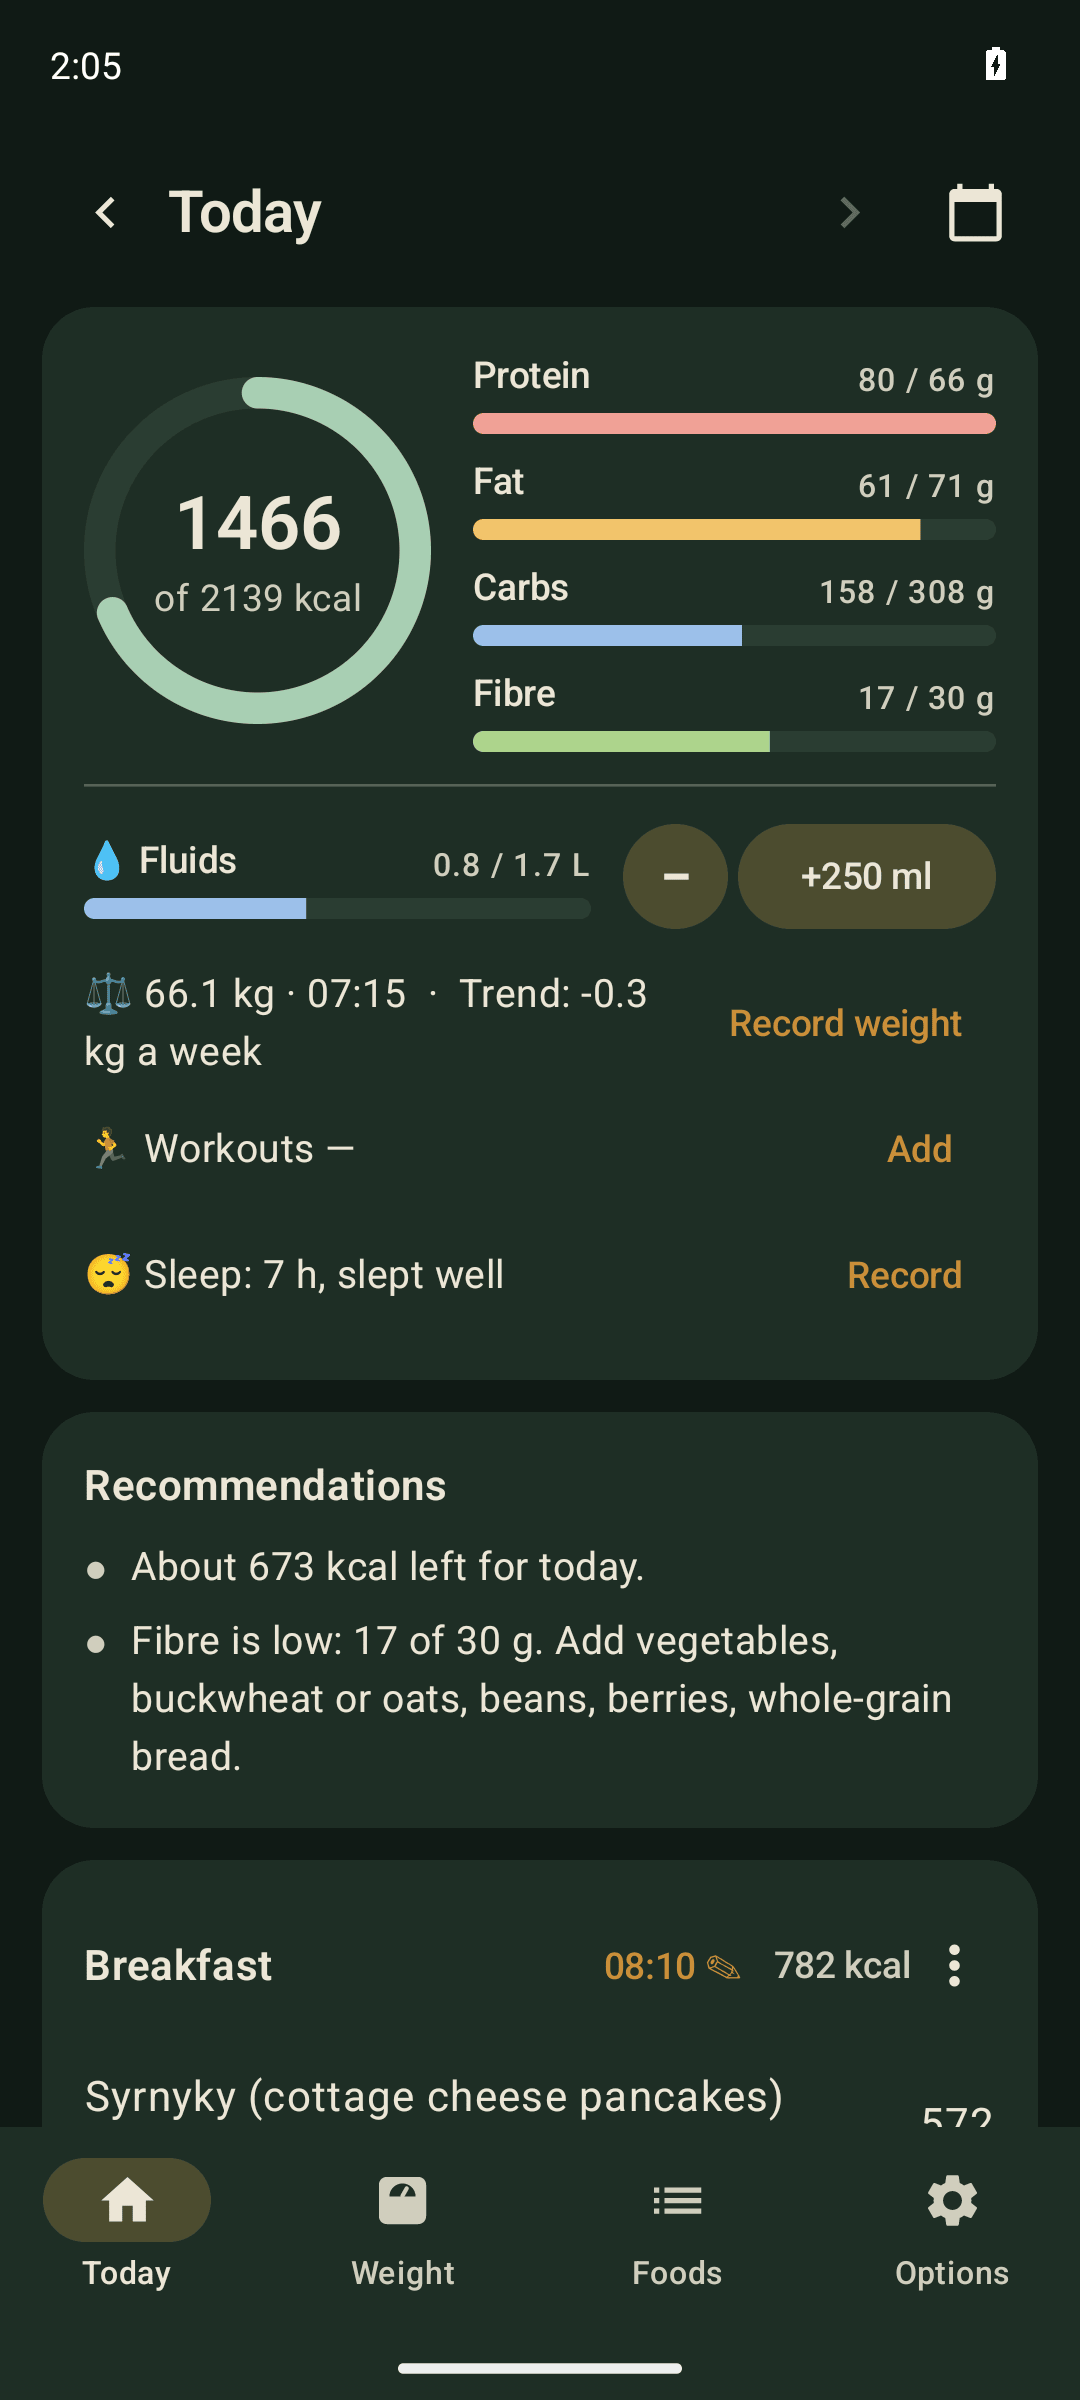 2:05
Today
Protein 80 / 66 g
1466
of 2139 kcal
Fat 61 / 71 g
Carbs 158 / 308 g
Fibre 17 / 30 g
Fluids 0.8 / 1.7 L
− +250 ml
66.1 kg · 07:15 · Trend: -0.3
kg a week
Record weight
Workouts — Add
Sleep: 7 h, slept well Record
Recommendations
● About 673 kcal left for today.
● Fibre is low: 17 of 30 g. Add vegetables,
buckwheat or oats, beans, berries, whole-grain
bread.
Breakfast 08:10 ✎ 782 kcal
Syrnyky (cottage cheese pancakes)
572
Today Weight Foods Options